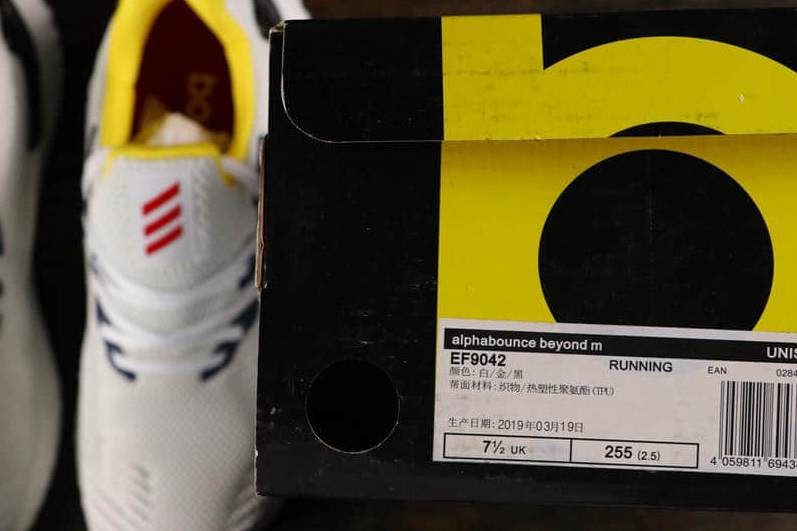 alphabounce beyond m
UNIS
EF9042
RUNNING
EAN
0284
颜色: 白/金/黑
帮面材料: 织物/热塑性聚氨酯(TPU)
生产日期: 2019年03月19日
7½ UK
255 (2.5)
4 059811 6943